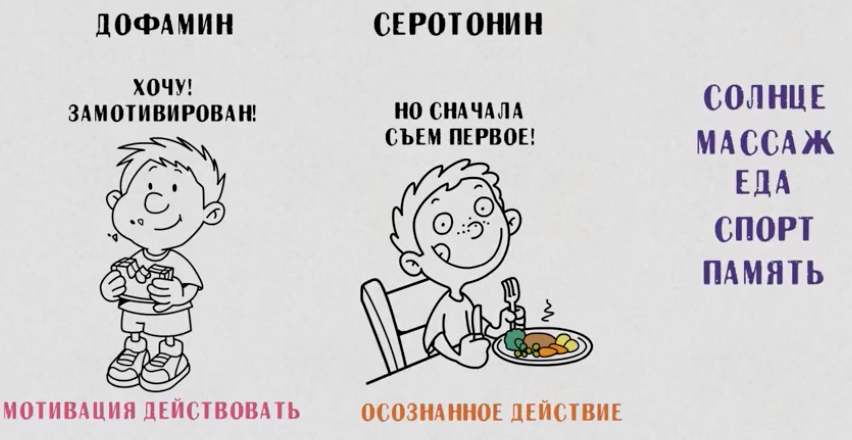 ДОФАМИН
ХОЧУ!
ЗАМОТИВИРОВАН!
МОТИВАЦИЯ ДЕЙСТВОВАТЬ
СЕРОТОНИН
НО СНАЧАЛА
СЪЕМ ПЕРВОЕ!
ОСОЗНАННОЕ ДЕЙСТВИЕ
СОЛНЦЕ
МАССАЖ
ЕДА
СПОРТ
ПАМЯТЬ